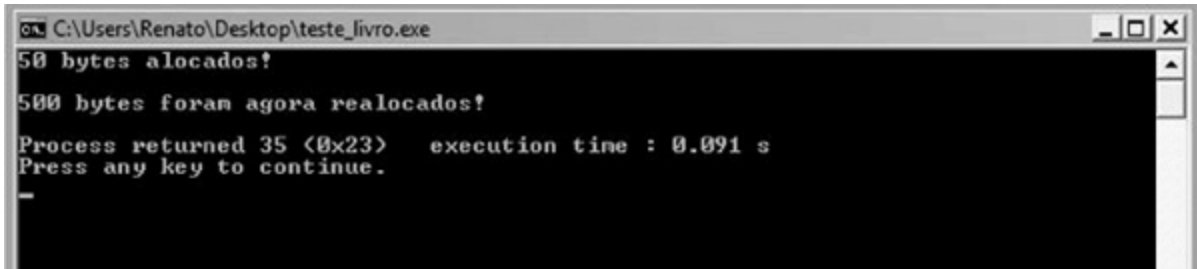 C:\Users\Renato\Desktop\teste_livro.exe
50 bytes alocados!
500 bytes foram agora realocados!
Process returned 35 (0x23)   execution time : 0.091 s
Press any key to continue.